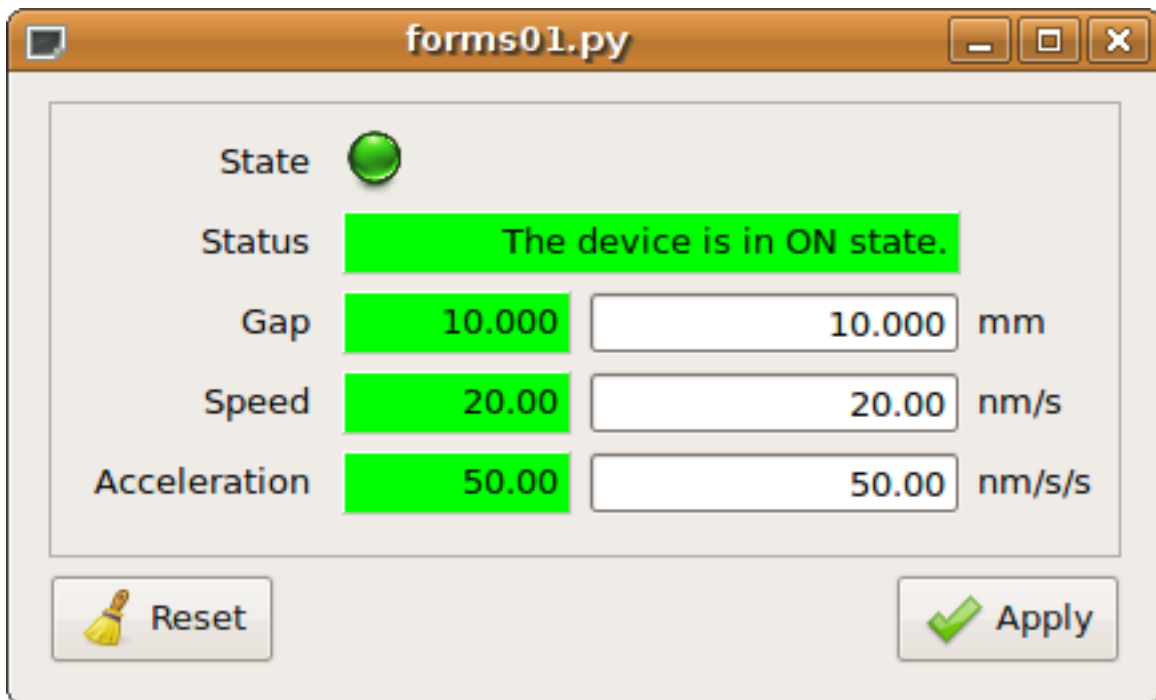 forms01.py
State
Status The device is in ON state.
Gap 10.000 10.000 mm
Speed 20.00 20.00 nm/s
Acceleration 50.00 50.00 nm/s/s
Reset Apply